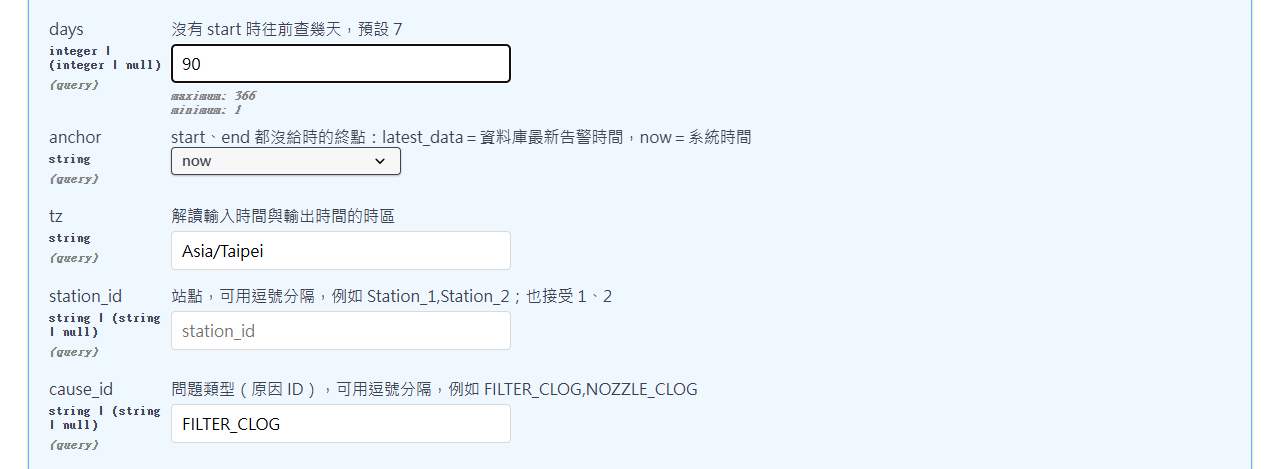 days
沒有 start 時往前查幾天，預設 7
integer | (integer | null)
(query)
90
maximum: 366
minimum: 1
anchor
start、end 都沒給時的終點：latest_data = 資料庫最新告警時間，now = 系統時間
string
(query)
now
tz
解讀輸入時間與輸出時間的時區
string
(query)
Asia/Taipei
station_id
站點，可用逗號分隔，例如 Station_1,Station_2；也接受 1、2
string | (string | null)
(query)
station_id
cause_id
問題類型（原因 ID），可用逗號分隔，例如 FILTER_CLOG,NOZZLE_CLOG
string | (string | null)
(query)
FILTER_CLOG